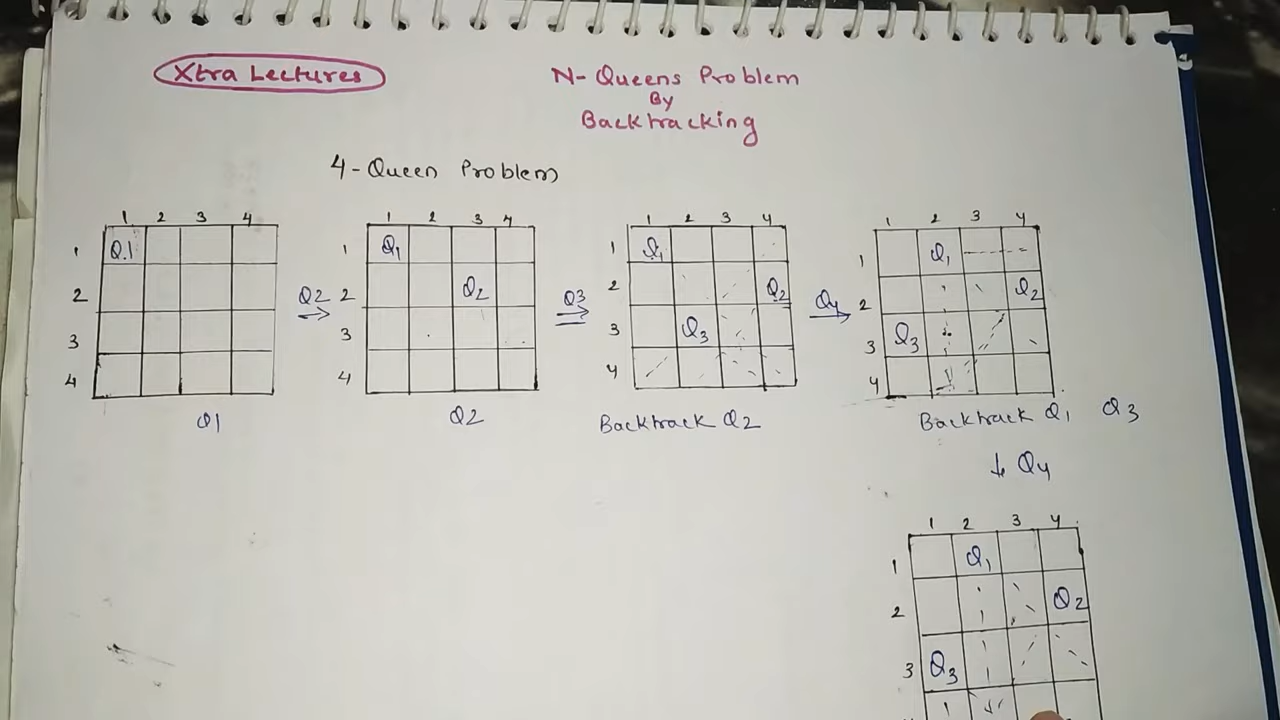 Xtra Lectures
N-Queens Problem
By
Backtracking
4-Queen Problem
1 2 3 4
1 Q1
2
3
4
Q1
Q2
1 2 3 4
1 Q1
2 Q2
3
4
Q2
Q3
1 2 3 4
1 Q1
2 Q2
3 Q3
4
Backtrack Q2
Q4
1 2 3 4
1 Q1
2 Q2
3 Q3
4
Backtrack Q1 Q3
Q4
1 2 3 4
1 Q1
2 Q2
3 Q3